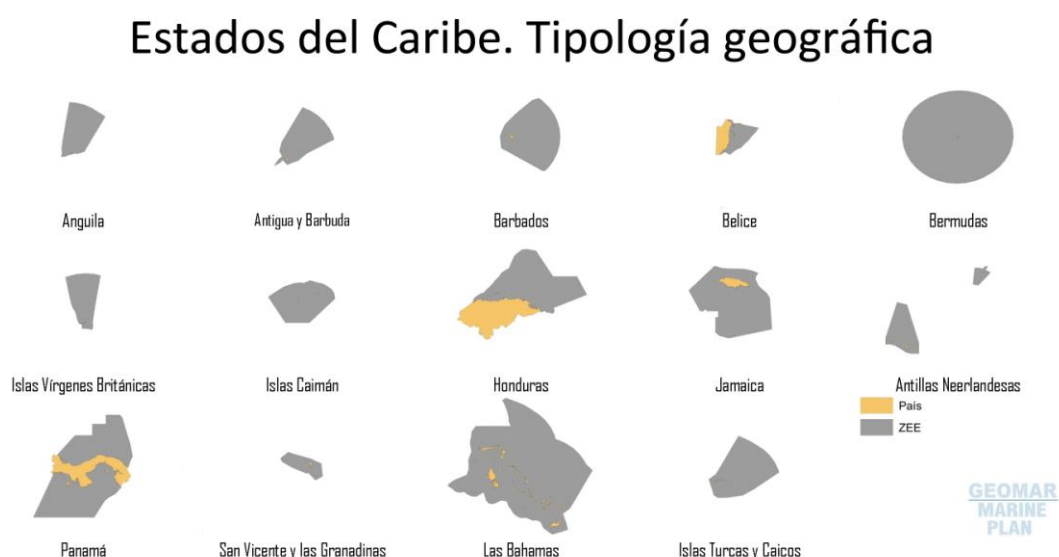 Estados del Caribe. Tipología geográfica
Anguila
Antigua y Barbuda
Barbados
Belice
Bermudas
Islas Vírgenes Británicas
Islas Caimán
Honduras
Jamaica
Antillas Neerlandesas
País
ZEE
Panamá
San Vicente y las Granadinas
Las Bahamas
Islas Turcas y Caicos
GEOMAR
MARINE
PLAN